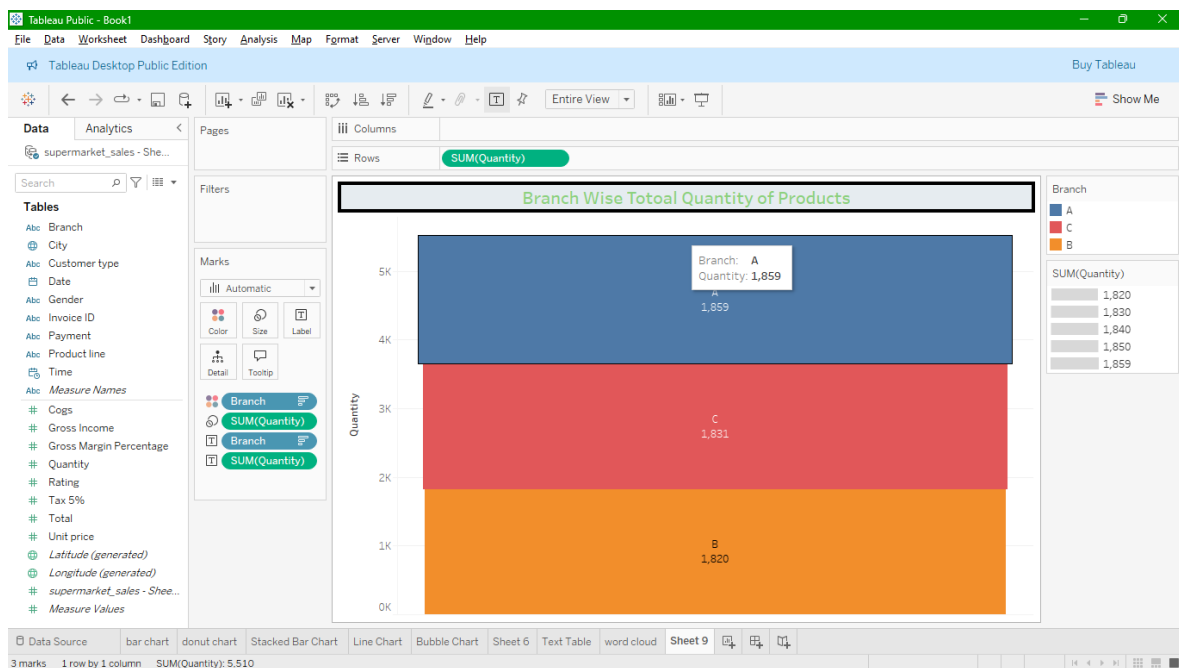 Tableau Public - Book1
File Data Worksheet Dashboard Story Analysis Map Format Server Window Help
Tableau Desktop Public Edition
Buy Tableau
Entire View
Show Me
Data
Analytics
supermarket_sales - She...
Search
Tables
Abc Branch
City
Abc Customer type
Date
Abc Gender
Abc Invoice ID
Abc Payment
Abc Product line
Time
Abc Measure Names
# Cogs
# Gross Income
# Gross Margin Percentage
# Quantity
# Rating
# Tax 5%
# Total
# Unit price
Latitude (generated)
Longitude (generated)
# supermarket_sales - Shee...
# Measure Values
Pages
Filters
Marks
Automatic
Color Size Label
Detail Tooltip
Branch
SUM(Quantity)
Branch
SUM(Quantity)
Columns
Rows
SUM(Quantity)
Branch Wise Totoal Quantity of Products
Quantity
5K
4K
3K
2K
1K
0K
Branch: A
Quantity: 1,859
A
1,859
C
1,831
B
1,820
Branch
A
C
B
SUM(Quantity)
1,820
1,830
1,840
1,850
1,859
Data Source bar chart donut chart Stacked Bar Chart Line Chart Bubble Chart Sheet 6 Text Table word cloud Sheet 9
3 marks 1 row by 1 column SUM(Quantity): 5,510